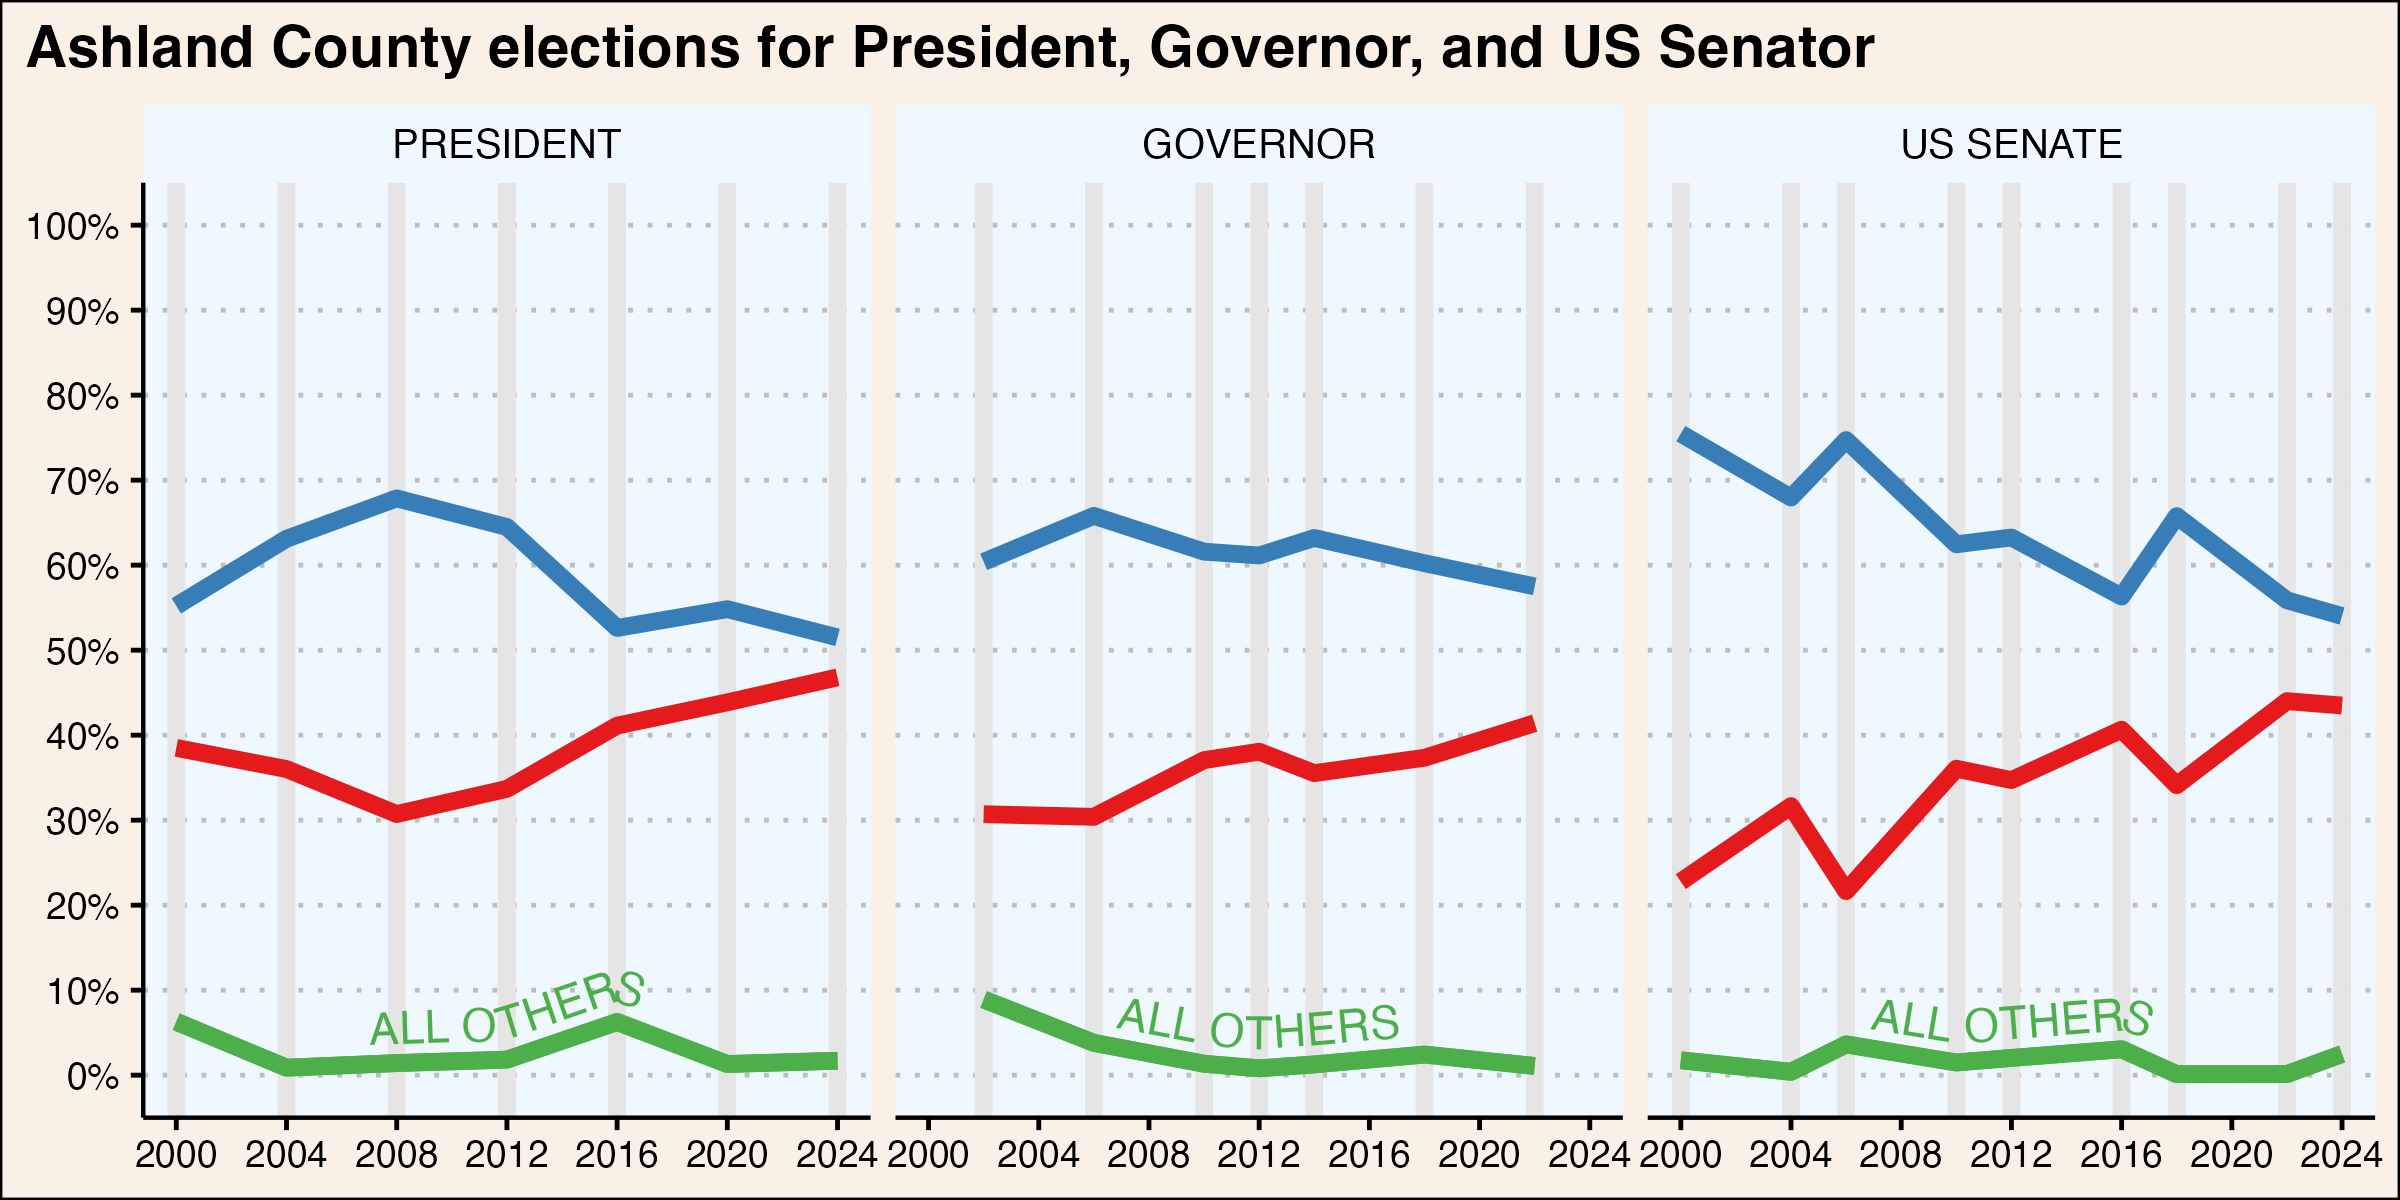 Ashland County elections for President, Governor, and US Senator
PRESIDENT GOVERNOR US SENATE
100%
90%
80%
70%
60%
50%
40%
30%
20%
10%
0%
ALL OTHERS ALL OTHERS ALL OTHERS
2000 2004 2008 2012 2016 2020 2024 2000 2004 2008 2012 2016 2020 2024 2000 2004 2008 2012 2016 2020 2024